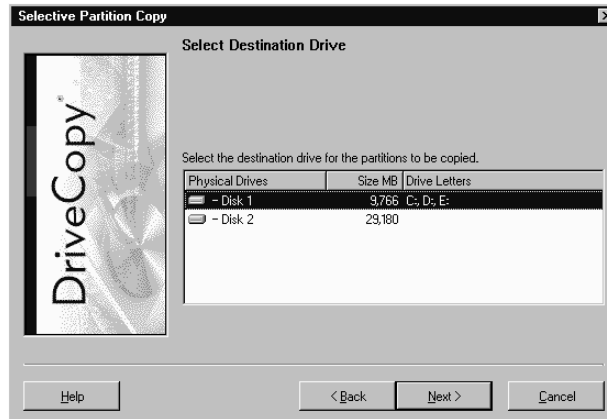 Selective Partition Copy
DriveCopy
Select Destination Drive
Select the destination drive for the partitions to be copied.
Physical Drives Size MB Drive Letters
- Disk 1 9,766 C:, D:, E:
- Disk 2 29,180
Help < Back Next > Cancel